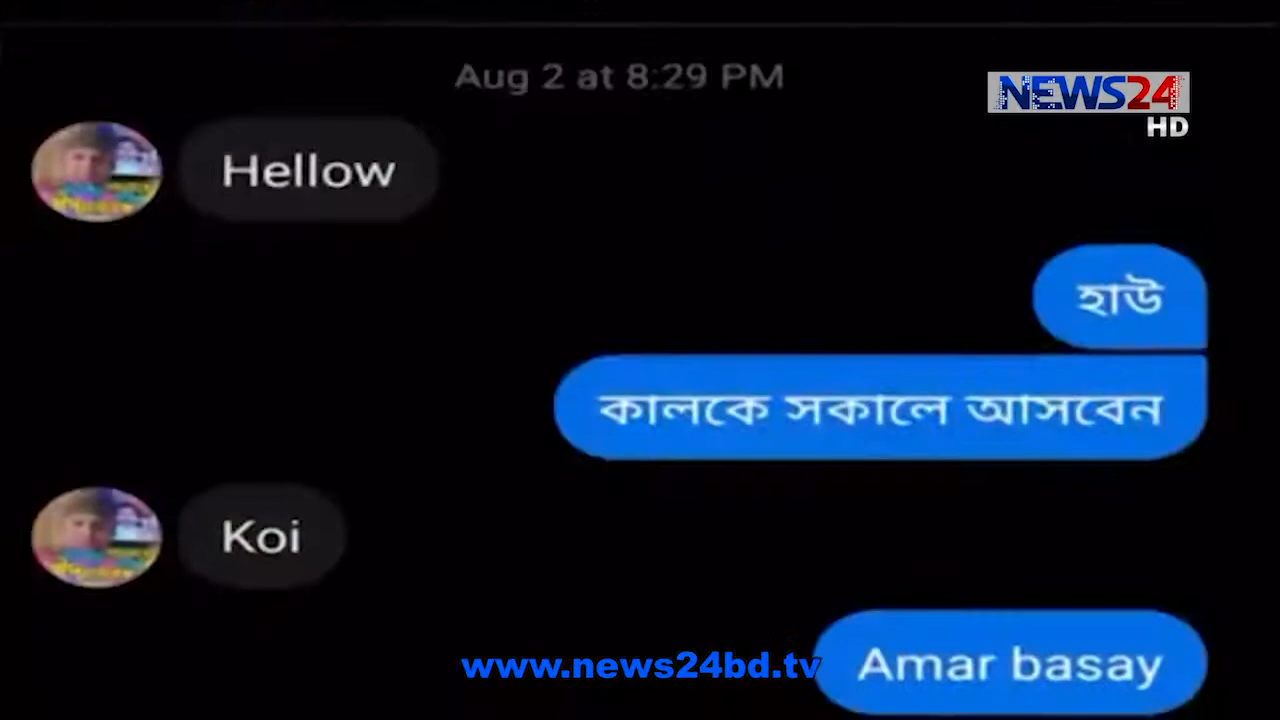 Aug 2 at 8:29 PM
NEWS24
HD
Hellow
হাউ
কালকে সকালে আসবেন
Koi
www.news24bd.tv
Amar basay